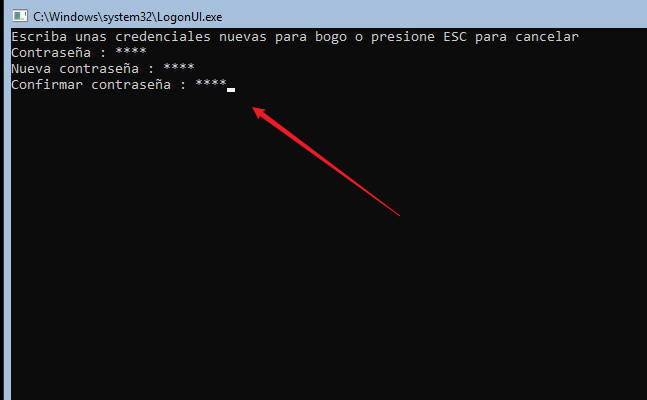 C:\Windows\system32\LogonUI.exe
Escriba unas credenciales nuevas para bogo o presione ESC para cancelar
Contraseña : ****
Nueva contraseña : ****
Confirmar contraseña : ****